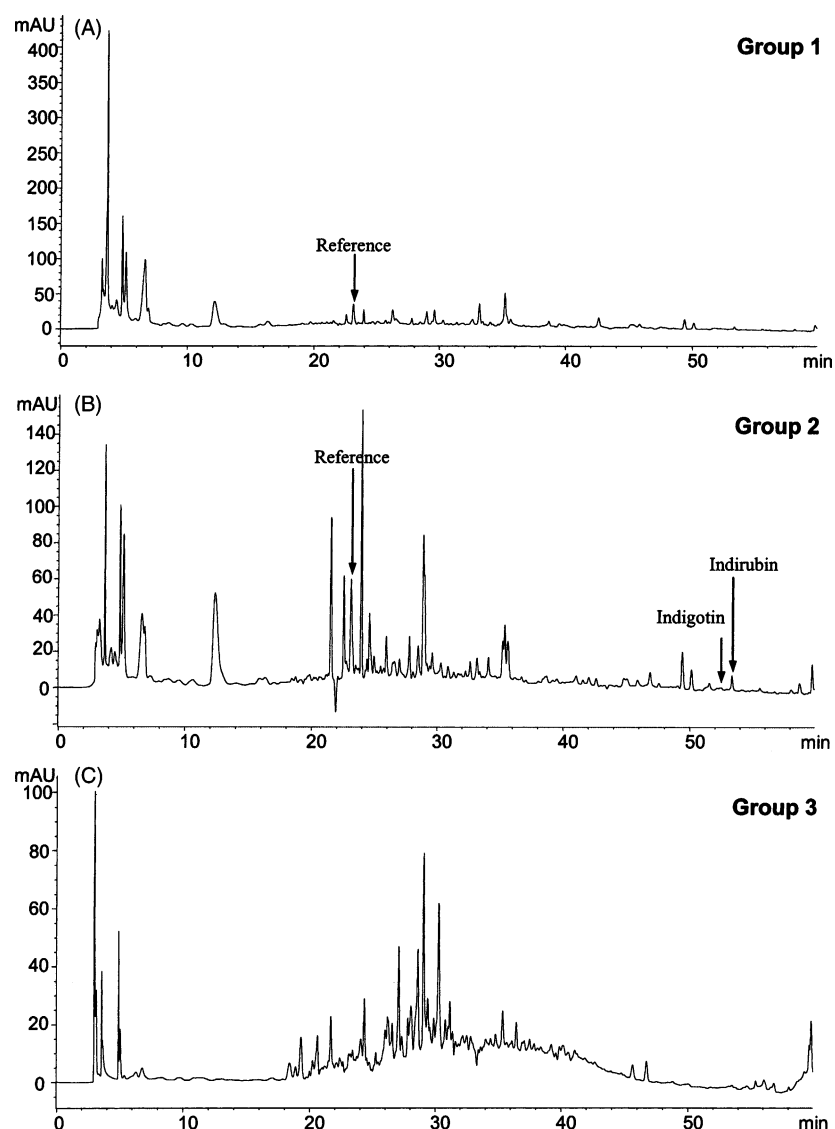 mAU (A)
Group 1
400
350
300
250
200
150
100
50
0
Reference
0 10 20 30 40 50 min
mAU (B)
Group 2
140
120
100
80
60
40
20
0
Reference
Indirubin
Indigotin
0 10 20 30 40 50 min
mAU (C)
Group 3
100
80
60
40
20
0
0 10 20 30 40 50 min